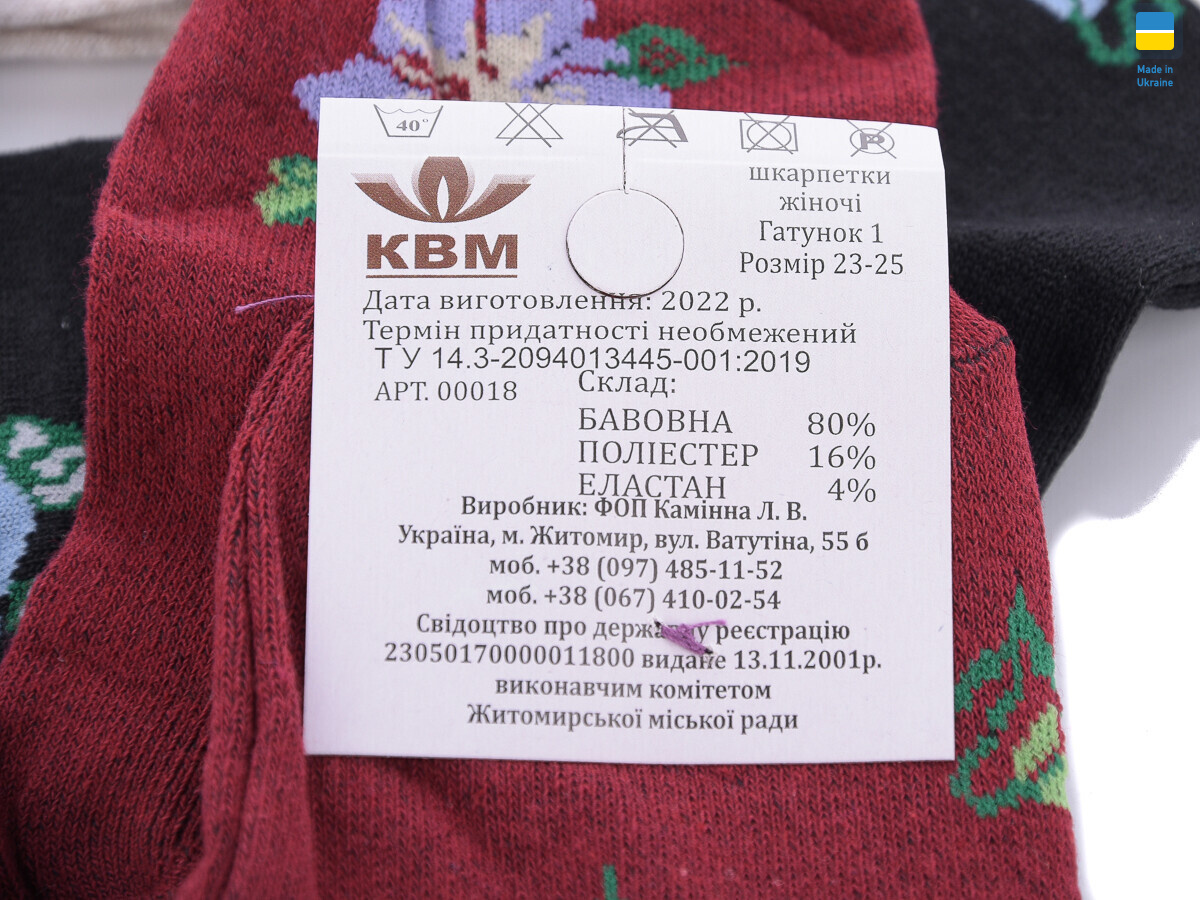 Made in
Ukraine
40°
P
КВМ
шкарпетки
жіночі
Гатунок 1
Розмір 23-25
Дата виготовлення: 2022 р.
Термін придатності необмежений
Т У 14.3-2094013445-001:2019
АРТ. 00018
Склад:
БАВОВНА 80%
ПОЛІЕСТЕР 16%
ЕЛАСТАН 4%
Виробник: ФОП Камінна Л. В.
Україна, м. Житомир, вул. Ватутіна, 55 б
моб. +38 (097) 485-11-52
моб. +38 (067) 410-02-54
Свідоцтво про державну реєстрацію
23050170000011800 видане 13.11.2001р.
виконавчим комітетом
Житомирської міської ради